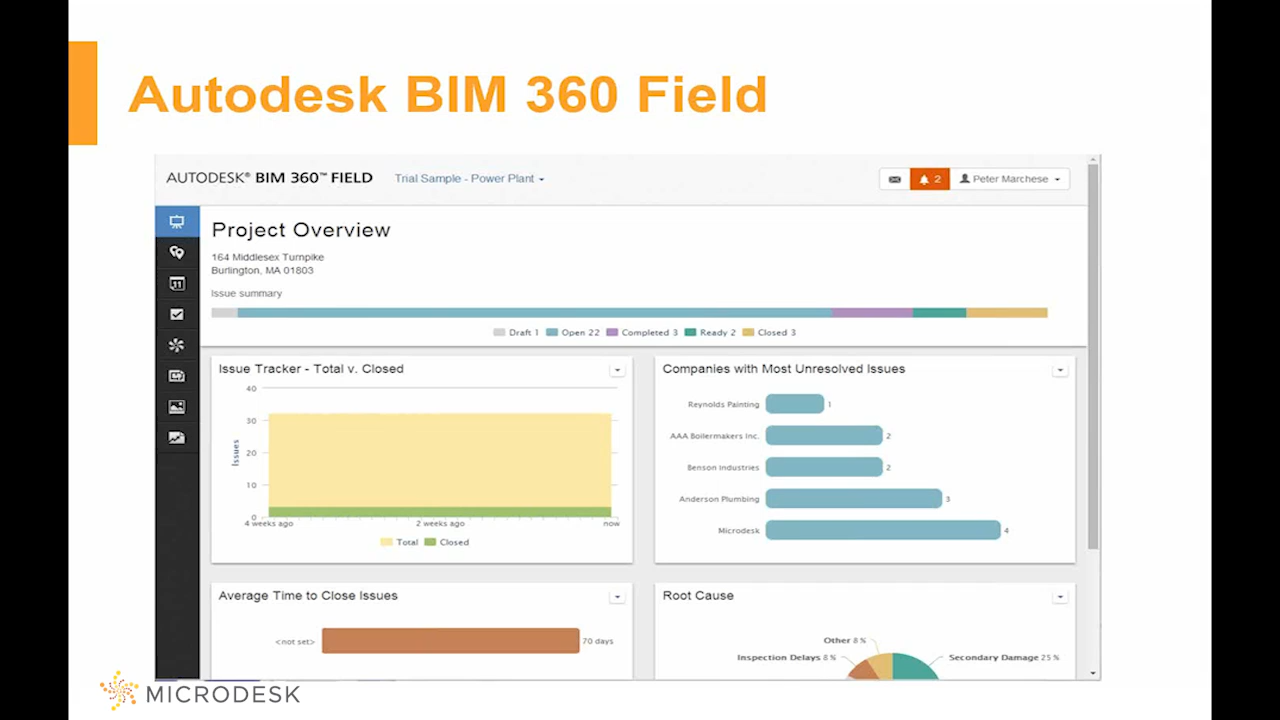 Autodesk BIM 360 Field
AUTODESK® BIM 360™ FIELD
Trial Sample - Power Plant
2
Peter Marchese
11
Project Overview
164 Middlesex Turnpike
Burlington, MA 01803
Issue summary
Draft 1 Open 22 Completed 3 Ready 2 Closed 3
Issue Tracker - Total v. Closed
40
30
20
10
0
Issues
4 weeks ago 2 weeks ago now
Total Closed
Companies with Most Unresolved Issues
Reynolds Painting 1
AAA Boilermakers Inc. 2
Benson Industries 2
Anderson Plumbing 3
Microdesk 4
Average Time to Close Issues
<not set> 70 days
Root Cause
Other 8 %
Inspection Delays 8 %
Secondary Damage 25 %
MICRODESK